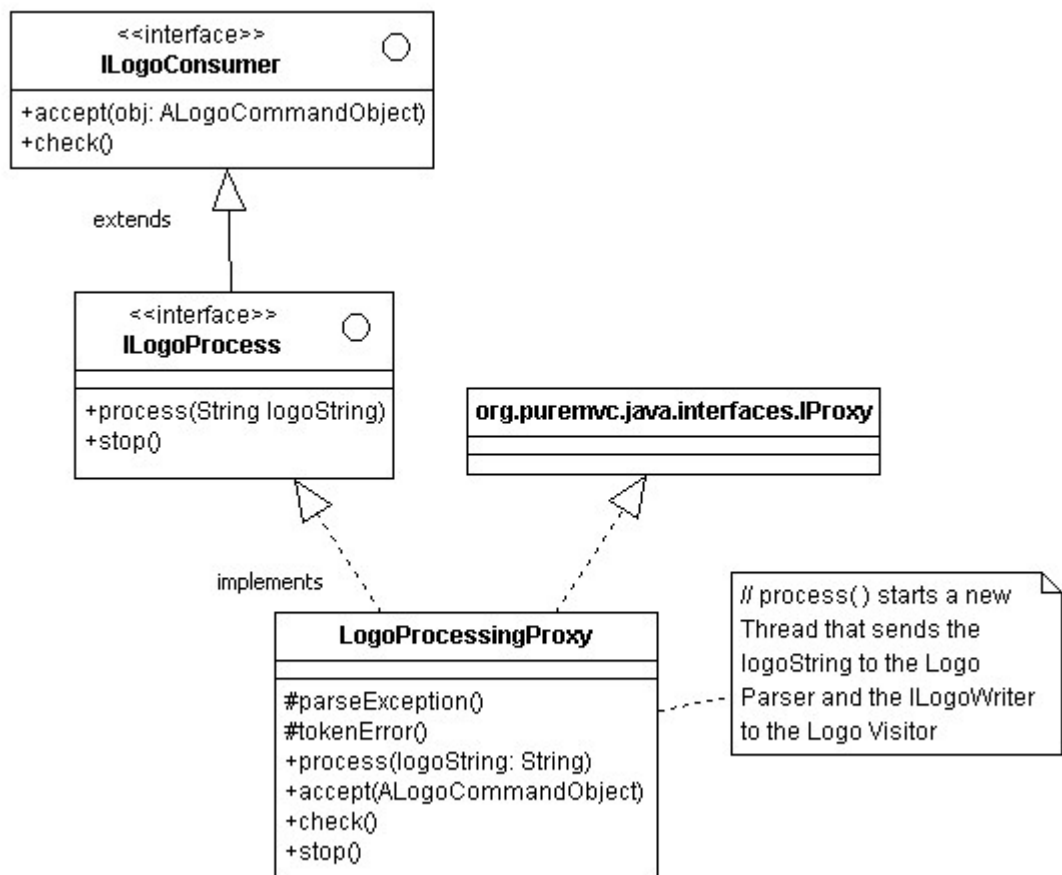 <<interface>>
ILogoConsumer
+accept(obj: ALogoCommandObject)
+check()
extends
<<interface>>
ILogoProcess
+process(String logoString)
+stop()
org.puremvc.java.interfaces.IProxy
implements
LogoProcessingProxy
#parseException()
#tokenError()
+process(logoString: String)
+accept(ALogoCommandObject)
+check()
+stop()
// process( ) starts a new
Thread that sends the
logoString to the Logo
Parser and the ILogoWriter
to the Logo Visitor